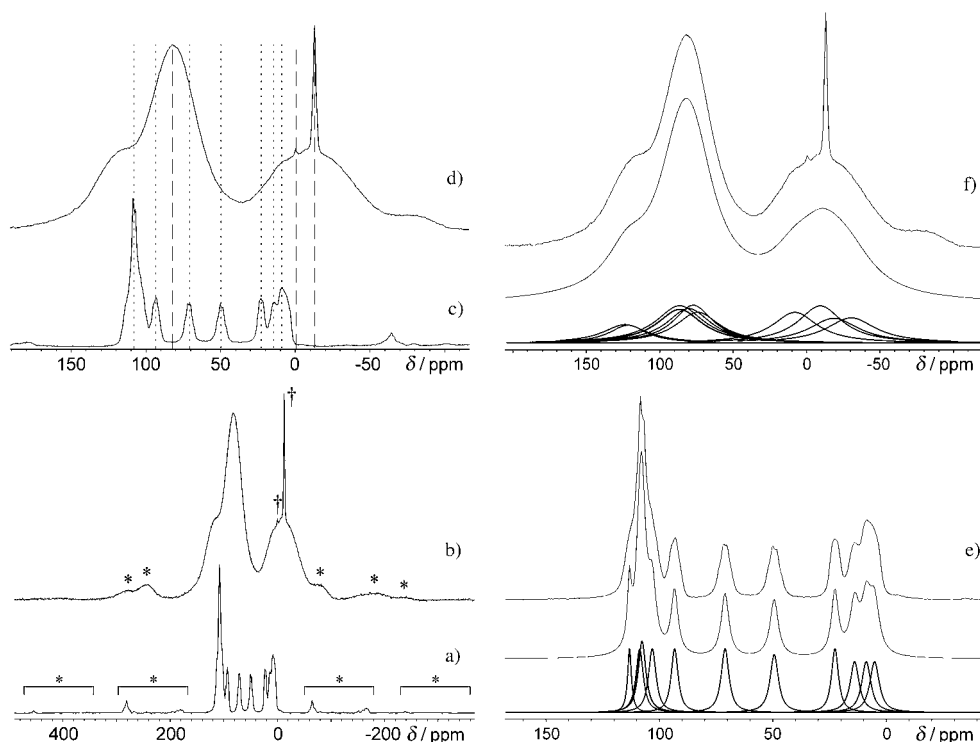 d)
c)
150 100 50 0 -50 δ / ppm
f)
150 100 50 0 -50 δ / ppm
†
†
b)
* * * * *
a)
* * * *
400 200 0 -200 δ / ppm
e)
150 100 50 0 δ / ppm